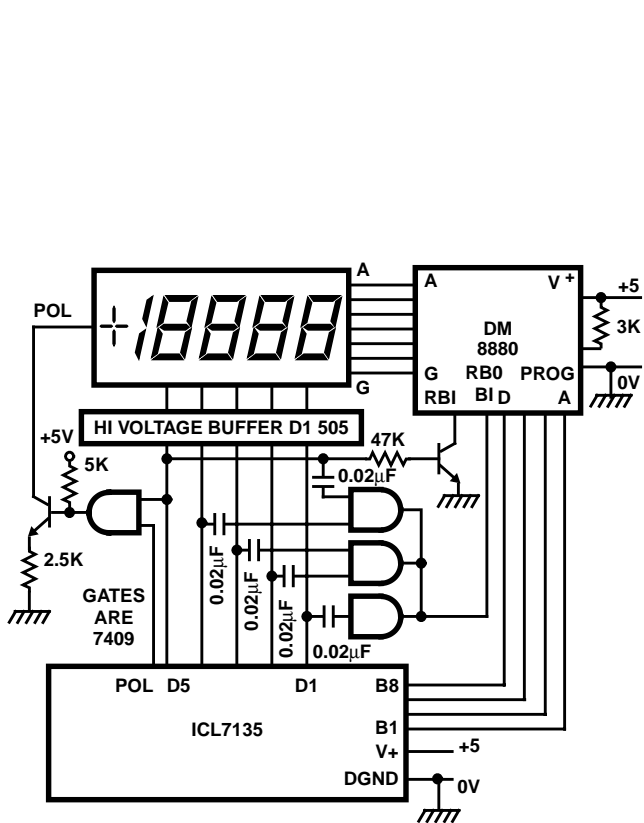 A
A
V+
+5
POL
DM
8880
3K
G
RB0
PROG
G
RBI
BI
D
A
0V
HI VOLTAGE BUFFER D1 505
+5V
47K
5K
0.02μF
2.5K
0.02μF
0.02μF
0.02μF
0.02μF
GATES
ARE
7409
POL
D5
D1
B8
ICL7135
B1
V+
+5
DGND
0V
+18888